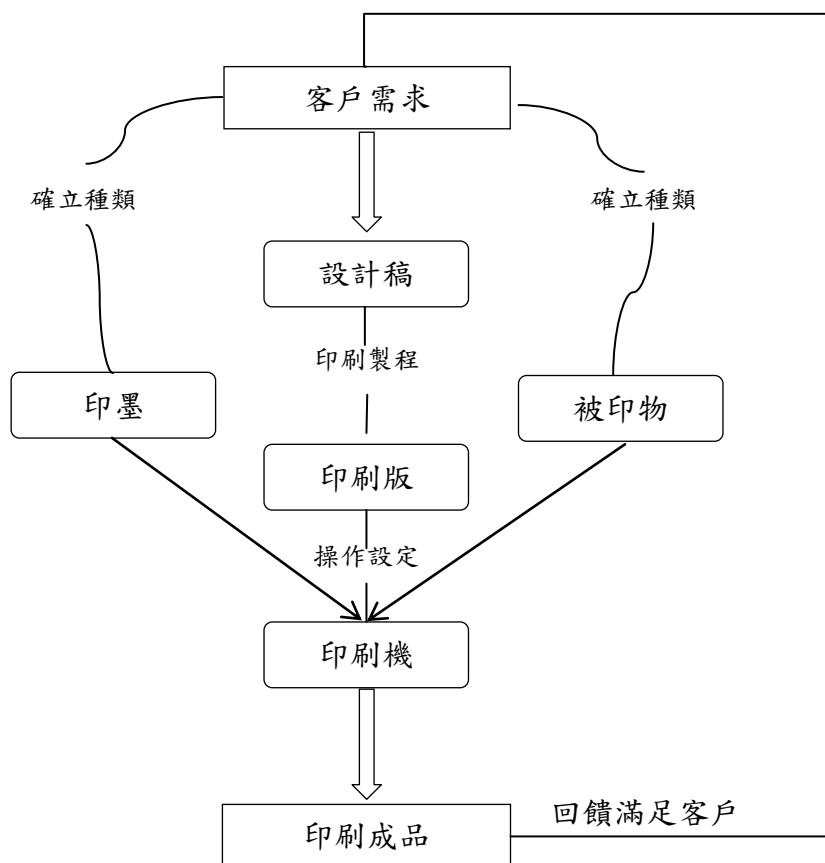 客戶需求
確立種類
確立種類
設計稿
印刷製程
印墨
被印物
印刷版
操作設定
印刷機
回饋滿足客戶
印刷成品